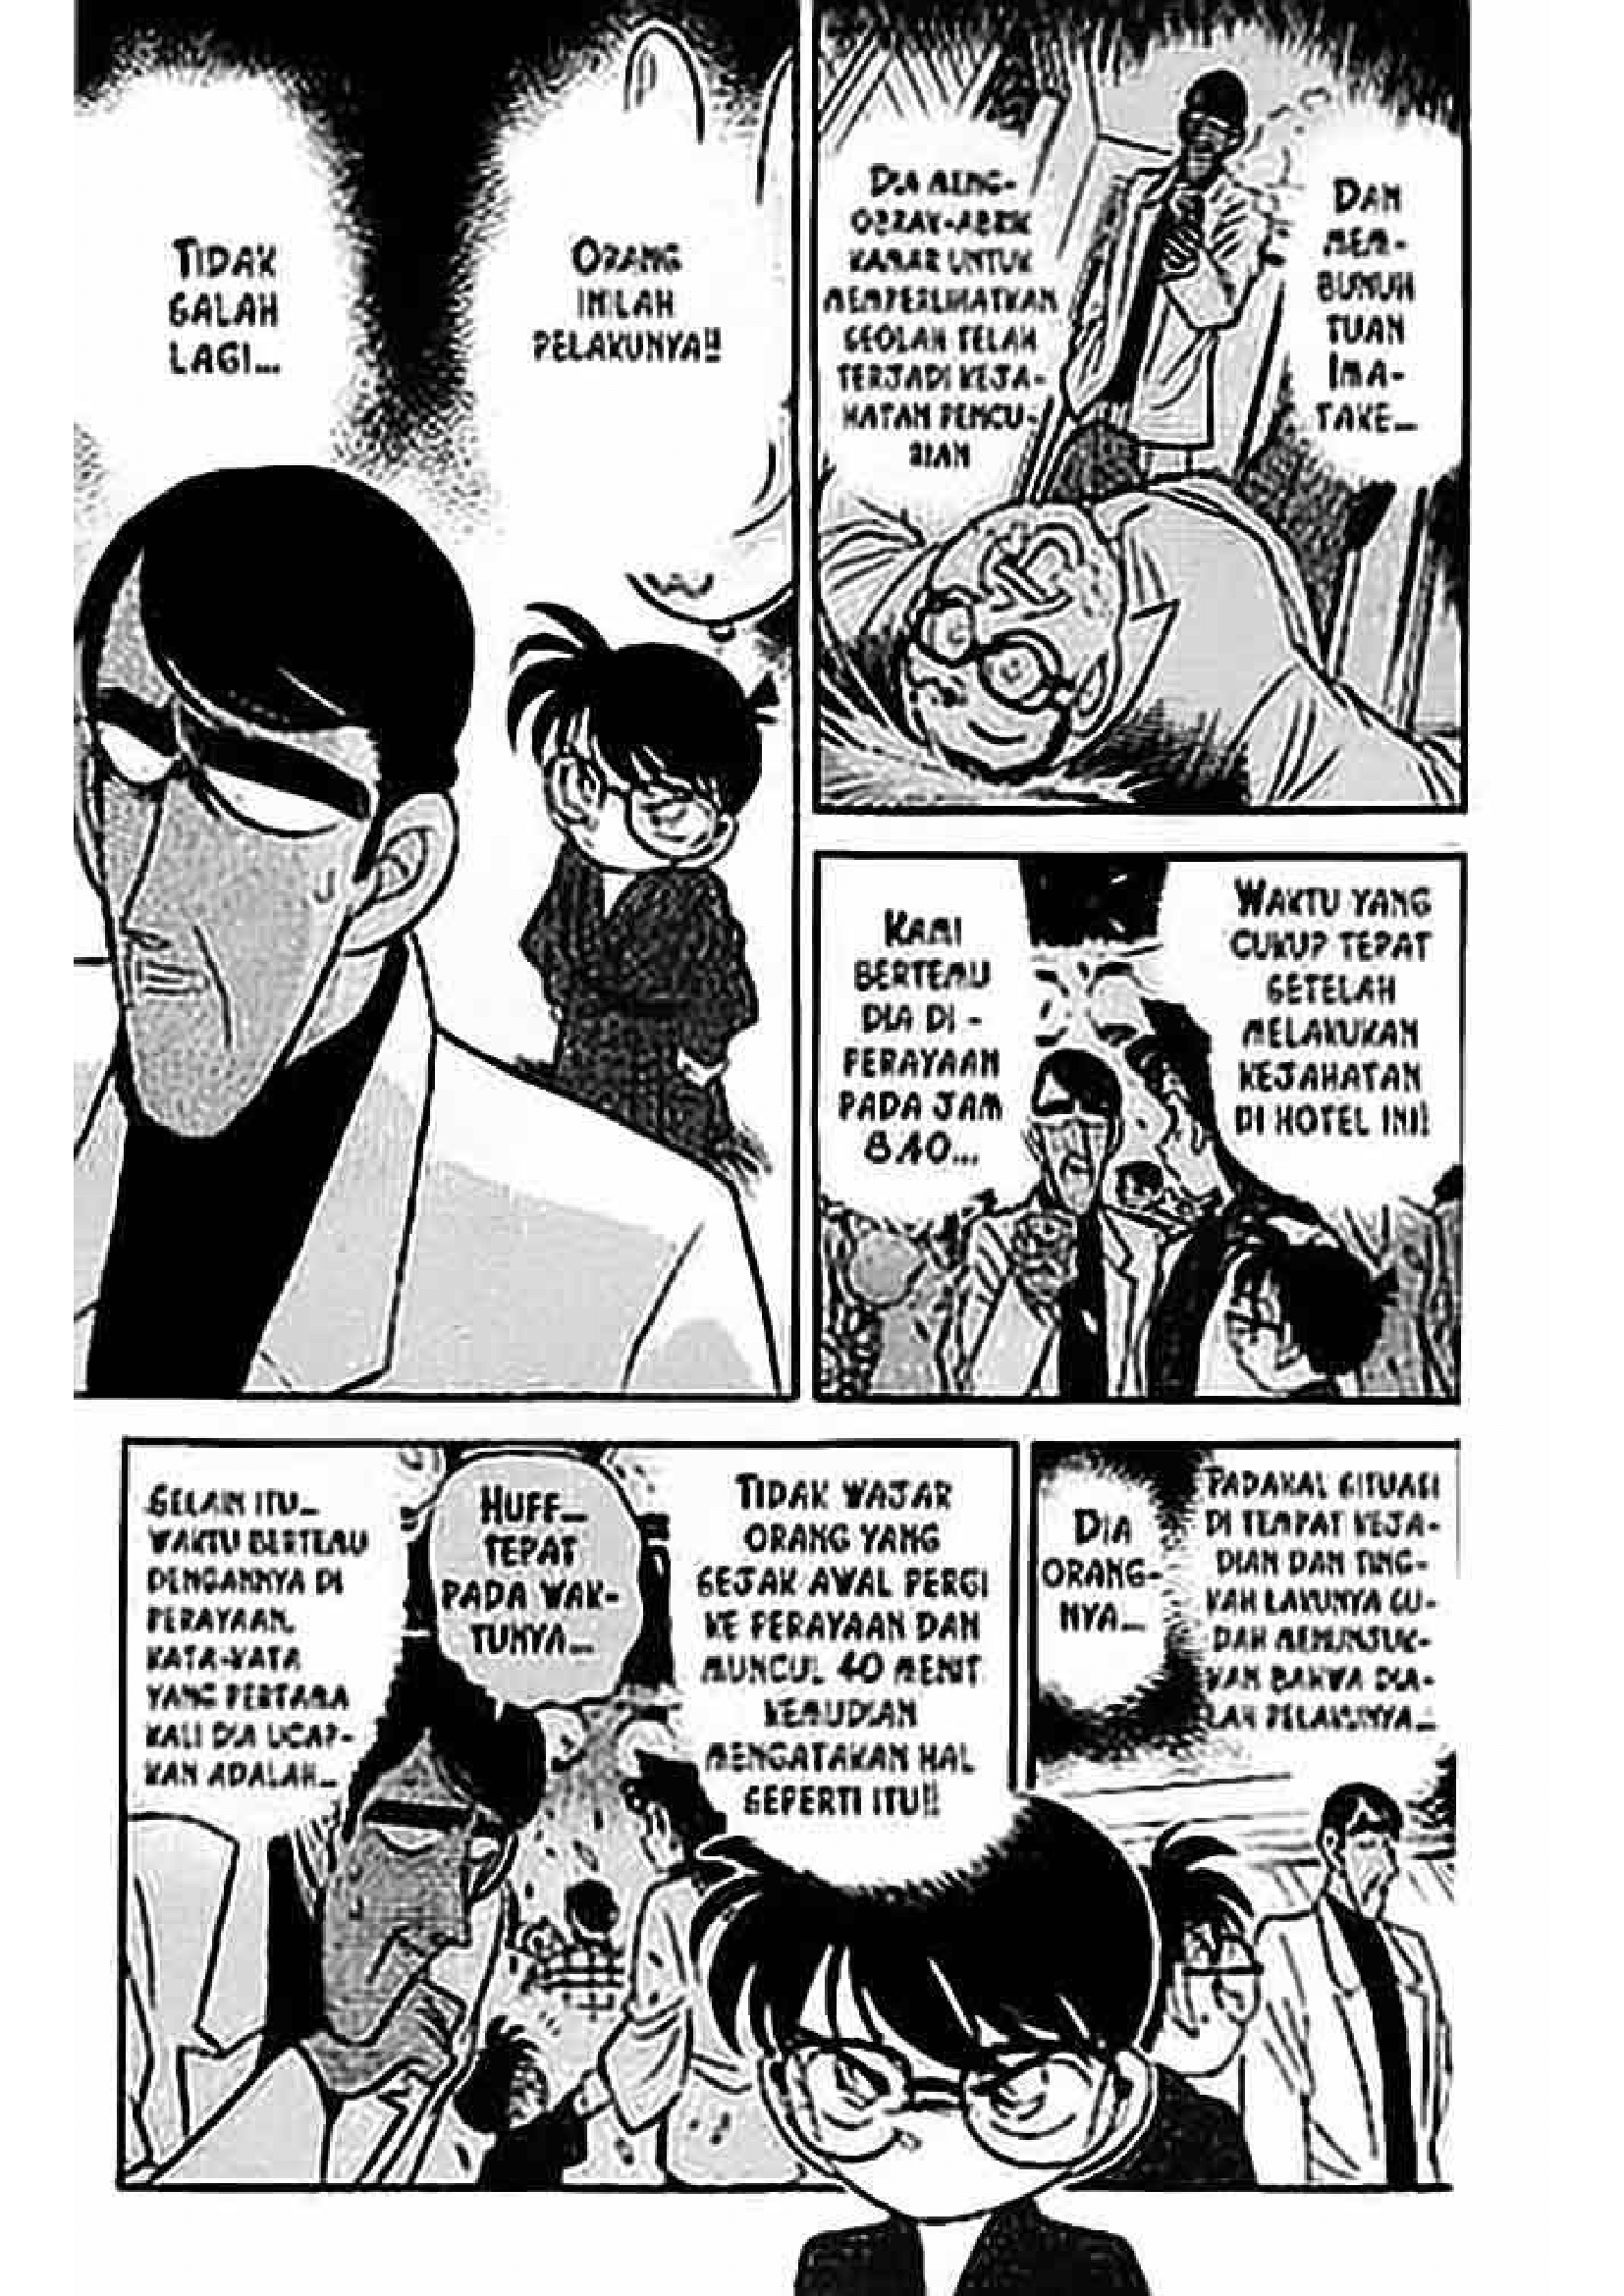 DAN
MEM-
BUNUH
TUAN
IMA-
TAKE...
DIA MENG-
OBRAK-ABRIK
KAMAR UNTUK
MEMPERLIHATKAN
SEOLAH TELAH
TERJADI KEJA-
HATAN PENCU-
RIAN
ORANG
INILAH
PELAKUNYA!!
TIDAK
SALAH
LAGI...
WAKTU YANG
CUKUP TEPAT
SETELAH
MELAKUKAN
KEJAHATAN
DI HOTEL INI!
KAMI
BERTEMU
DIA DI -
PERAYAAN
PADA JAM
8.40...
PADAHAL SITUASI
DI TEMPAT KEJA-
DIAN DAN TING-
KAH LAKUNYA SU-
DAH MENUNJUK-
KAN BAHWA DIA-
LAH PELAKUNYA...
DIA
ORANG-
NYA...
TIDAK WAJAR
ORANG YANG
SEJAK AWAL PERGI
KE PERAYAAN DAN
MUNCUL 40 MENIT
KEMUDIAN
MENGATAKAN HAL
SEPERTI ITU!!
HUFF...
TEPAT
PADA WAK-
TUNYA...
SELAIN ITU...
WAKTU BERTEMU
DENGANNYA DI
PERAYAAN,
KATA-KATA
YANG PERTAMA
KALI DIA UCAP-
KAN ADALAH...